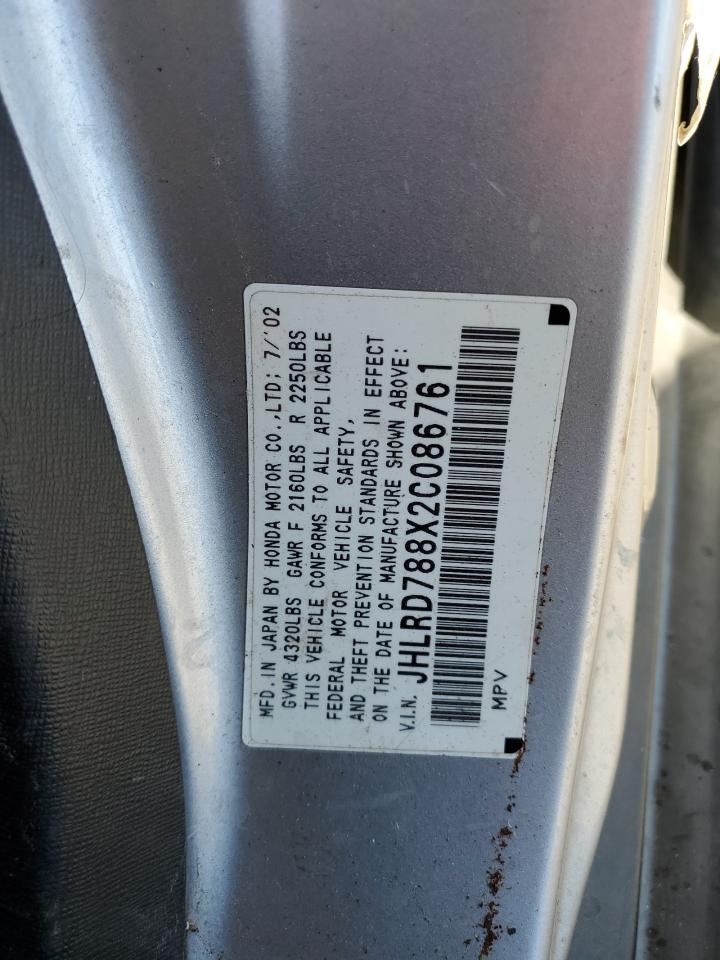 MFD.IN JAPAN BY HONDA MOTOR CO.,LTD; 7/'02
GVWR 4320LBS GAWR F 2160LBS R 2250LBS
THIS VEHICLE CONFORMS TO ALL APPLICABLE
FEDERAL MOTOR VEHICLE SAFETY,
AND THEFT PREVENTION STANDARDS IN EFFECT
ON THE DATE OF MANUFACTURE SHOWN ABOVE:
V.I.N. JHLRD788X2C086761
MPV